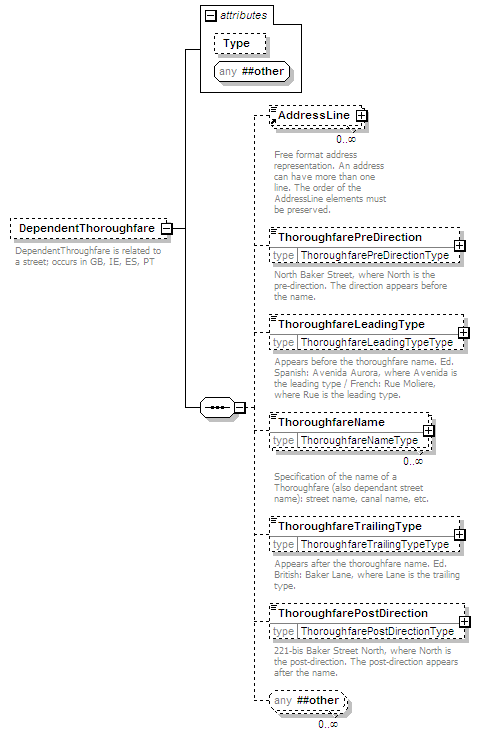 attributes
Type
any ##other
AddressLine
0..∞
Free format address
representation. An address
can have more than one
line. The order of the
AddressLine elements must
be preserved.
DependentThoroughfare
DependentThroughfare is related to
a street; occurs in GB, IE, ES, PT
ThoroughfarePreDirection
type ThoroughfarePreDirectionType
North Baker Street, where North is the
pre-direction. The direction appears before
the name.
ThoroughfareLeadingType
type ThoroughfareLeadingTypeType
Appears before the thoroughfare name. Ed.
Spanish: Avenida Aurora, where Avenida is
the leading type / French: Rue Moliere,
where Rue is the leading type.
ThoroughfareName
type ThoroughfareNameType
0..∞
Specification of the name of a
Thoroughfare (also dependant street
name): street name, canal name, etc.
ThoroughfareTrailingType
type ThoroughfareTrailingTypeType
Appears after the thoroughfare name. Ed.
British: Baker Lane, where Lane is the trailing
type.
ThoroughfarePostDirection
type ThoroughfarePostDirectionType
221-bis Baker Street North, where North is
the post-direction. The post-direction appears
after the name.
any ##other
0..∞